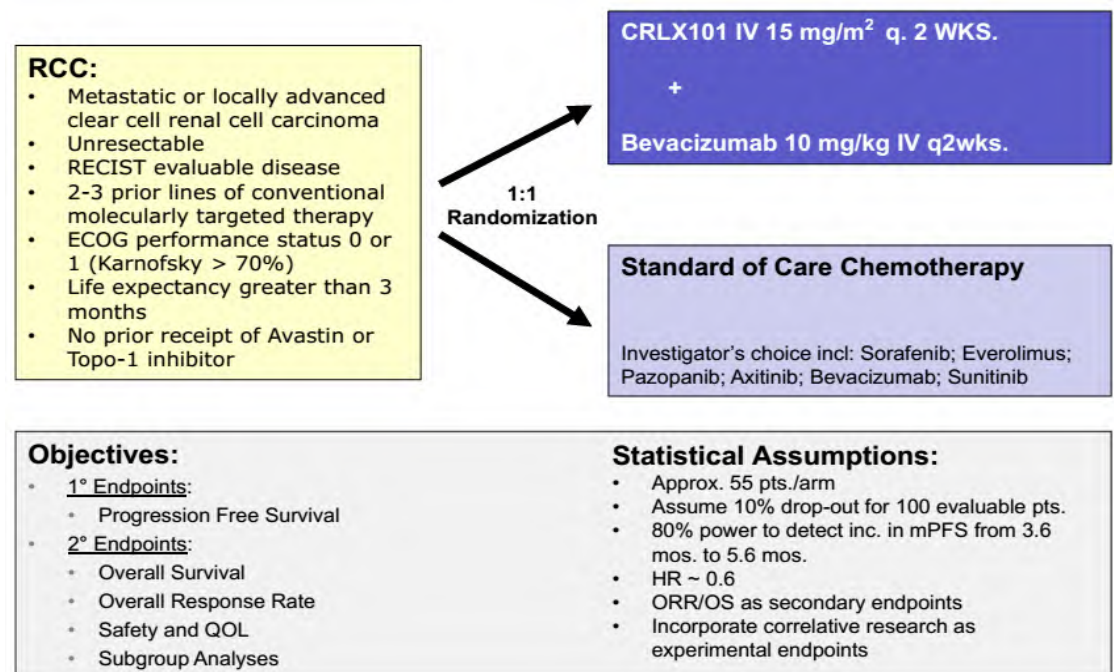 RCC:
• Metastatic or locally advanced
clear cell renal cell carcinoma
• Unresectable
• RECIST evaluable disease
• 2-3 prior lines of conventional
molecularly targeted therapy
• ECOG performance status 0 or
1 (Karnofsky > 70%)
• Life expectancy greater than 3
months
• No prior receipt of Avastin or
Topo-1 inhibitor
1:1
Randomization
CRLX101 IV 15 mg/m² q. 2 WKS.
+
Bevacizumab 10 mg/kg IV q2wks.
Standard of Care Chemotherapy
Investigator's choice incl: Sorafenib; Everolimus;
Pazopanib; Axitinib; Bevacizumab; Sunitinib
Objectives:
• 1° Endpoints:
• Progression Free Survival
• 2° Endpoints:
• Overall Survival
• Overall Response Rate
• Safety and QOL
• Subgroup Analyses
Statistical Assumptions:
• Approx. 55 pts./arm
• Assume 10% drop-out for 100 evaluable pts.
• 80% power to detect inc. in mPFS from 3.6
mos. to 5.6 mos.
• HR ~ 0.6
• ORR/OS as secondary endpoints
• Incorporate correlative research as
experimental endpoints